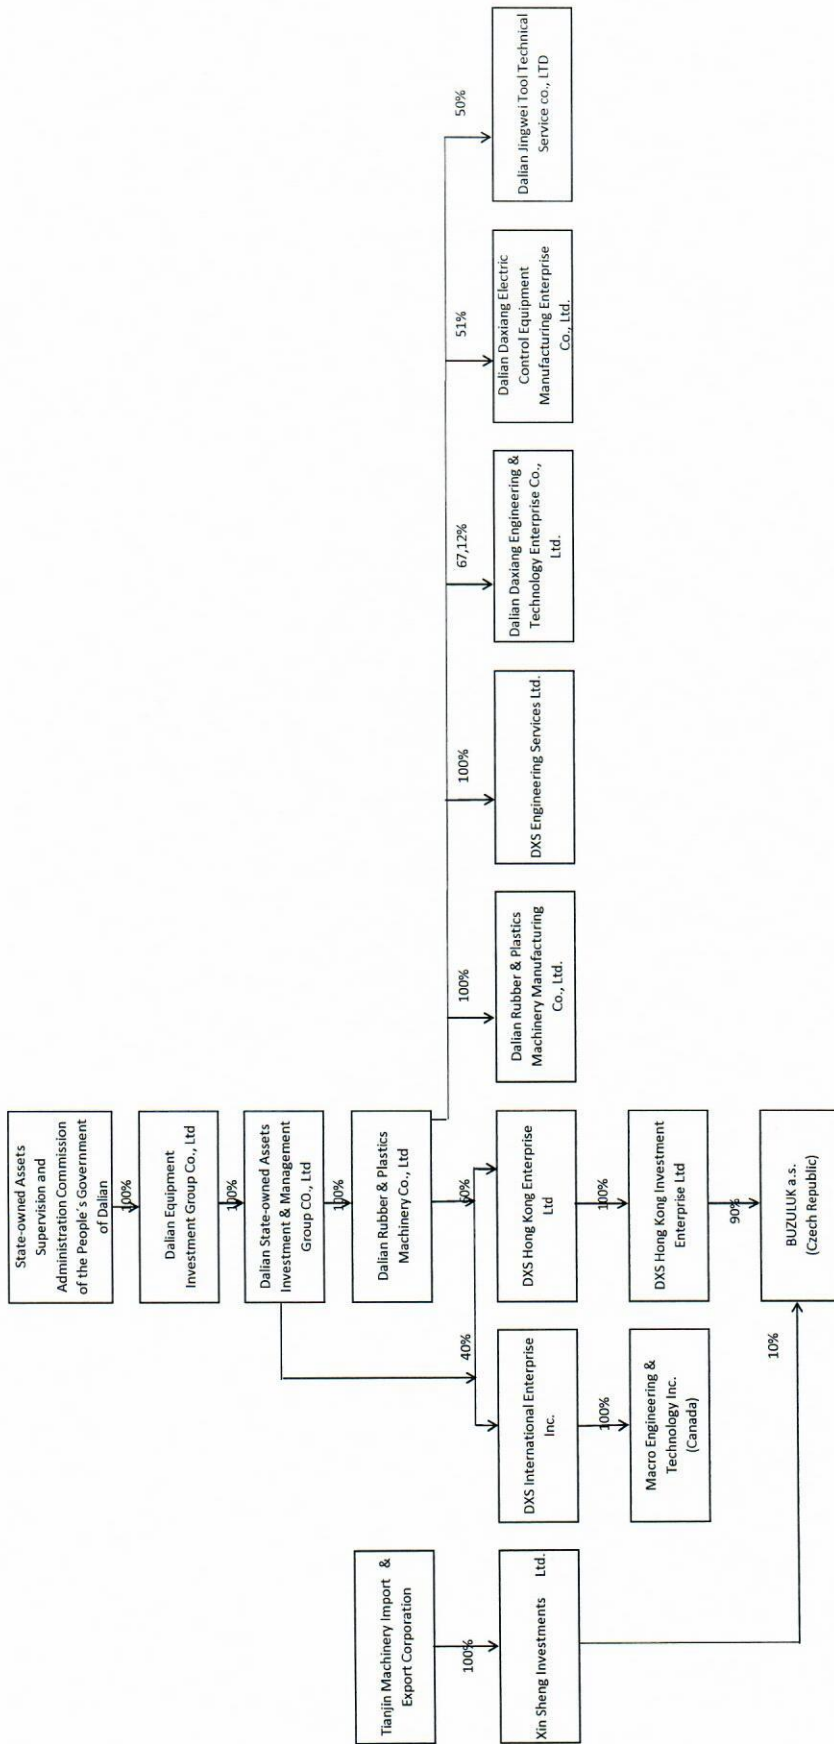 State-owned Assets
Supervision and
Administration Commission
of the People´s Government
of Dalian
100%
Dalian Equipment
Investment Group Co., Ltd
100%
Dalian State-owned Assets
Investment & Management
Group CO., Ltd
100%
Tianjin Machinery Import &
Export Corporation
Dalian Rubber & Plastics
Machinery Co., Ltd
100%
40%
60%
100%
100%
67,12%
51%
50%
Xin Sheng Investments Ltd.
DXS International Enterprise
Inc.
DXS Hong Kong Enterprise
Ltd
Dalian Rubber & Plastics
Machinery Manufacturing
Co., Ltd.
DXS Engineering Services Ltd.
Dalian Daxiang Engineering &
Technology Enterprise Co.,
Ltd.
Dalian Daxiang Electric
Control Equipment
Manufacturing Enterprise
Co., Ltd.
Dalian Jingwei Tool Technical
Service co., LTD
100%
100%
Macro Engineering &
Technology Inc.
(Canada)
DXS Hong Kong Investment
Enterprise Ltd
10%
90%
BUZULUK a.s.
(Czech Republic)